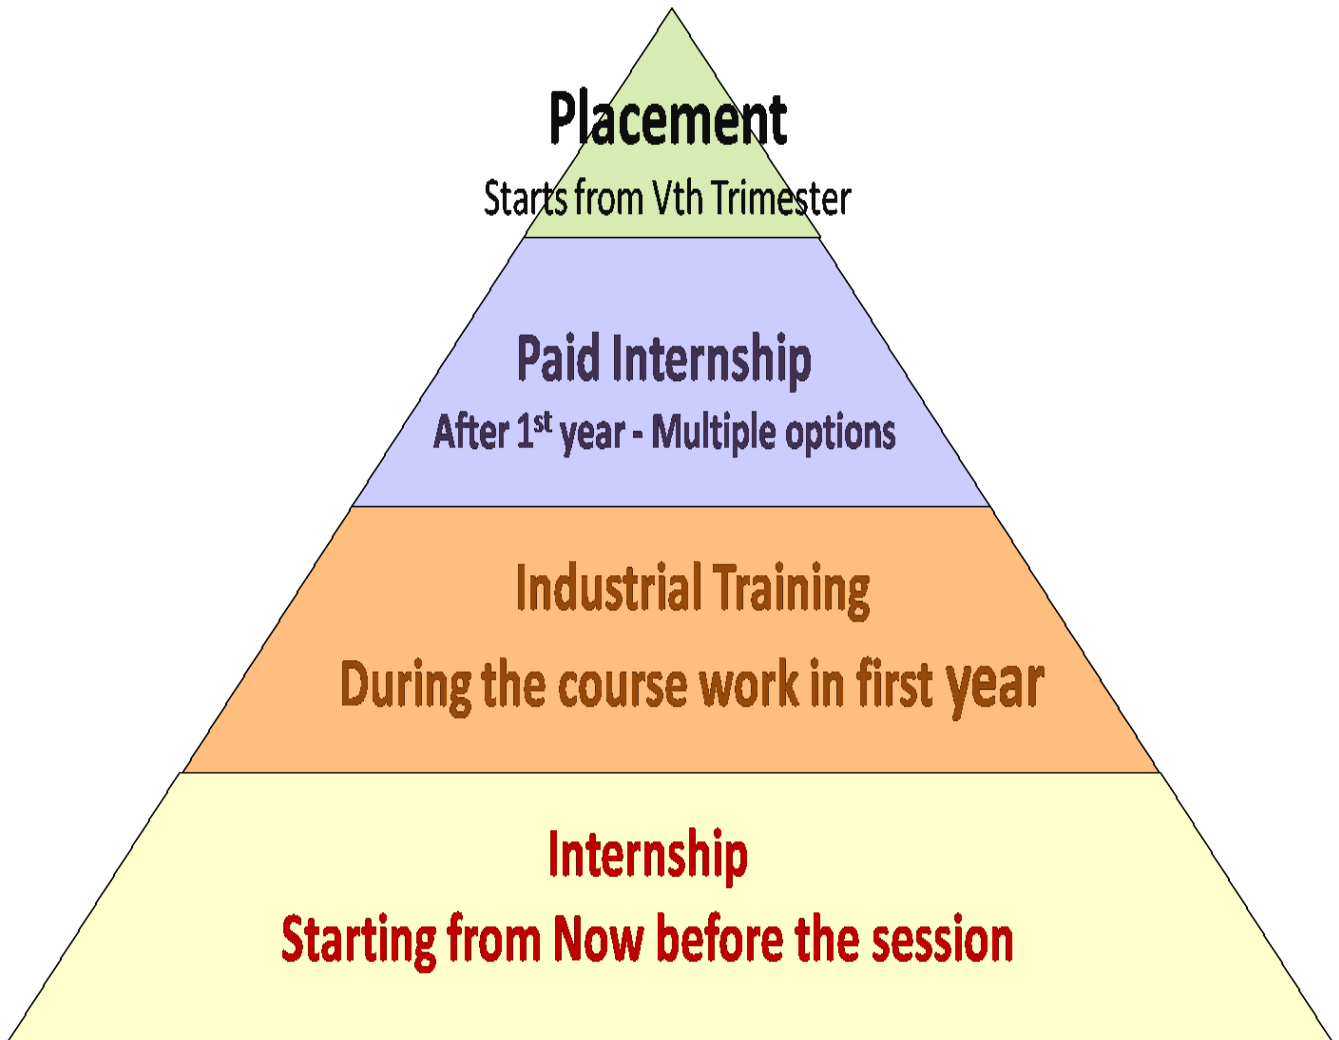 Placement
Starts from Vth Trimester
Paid Internship
After 1st year - Multiple options
Industrial Training
During the course work in first year
Internship
Starting from Now before the session